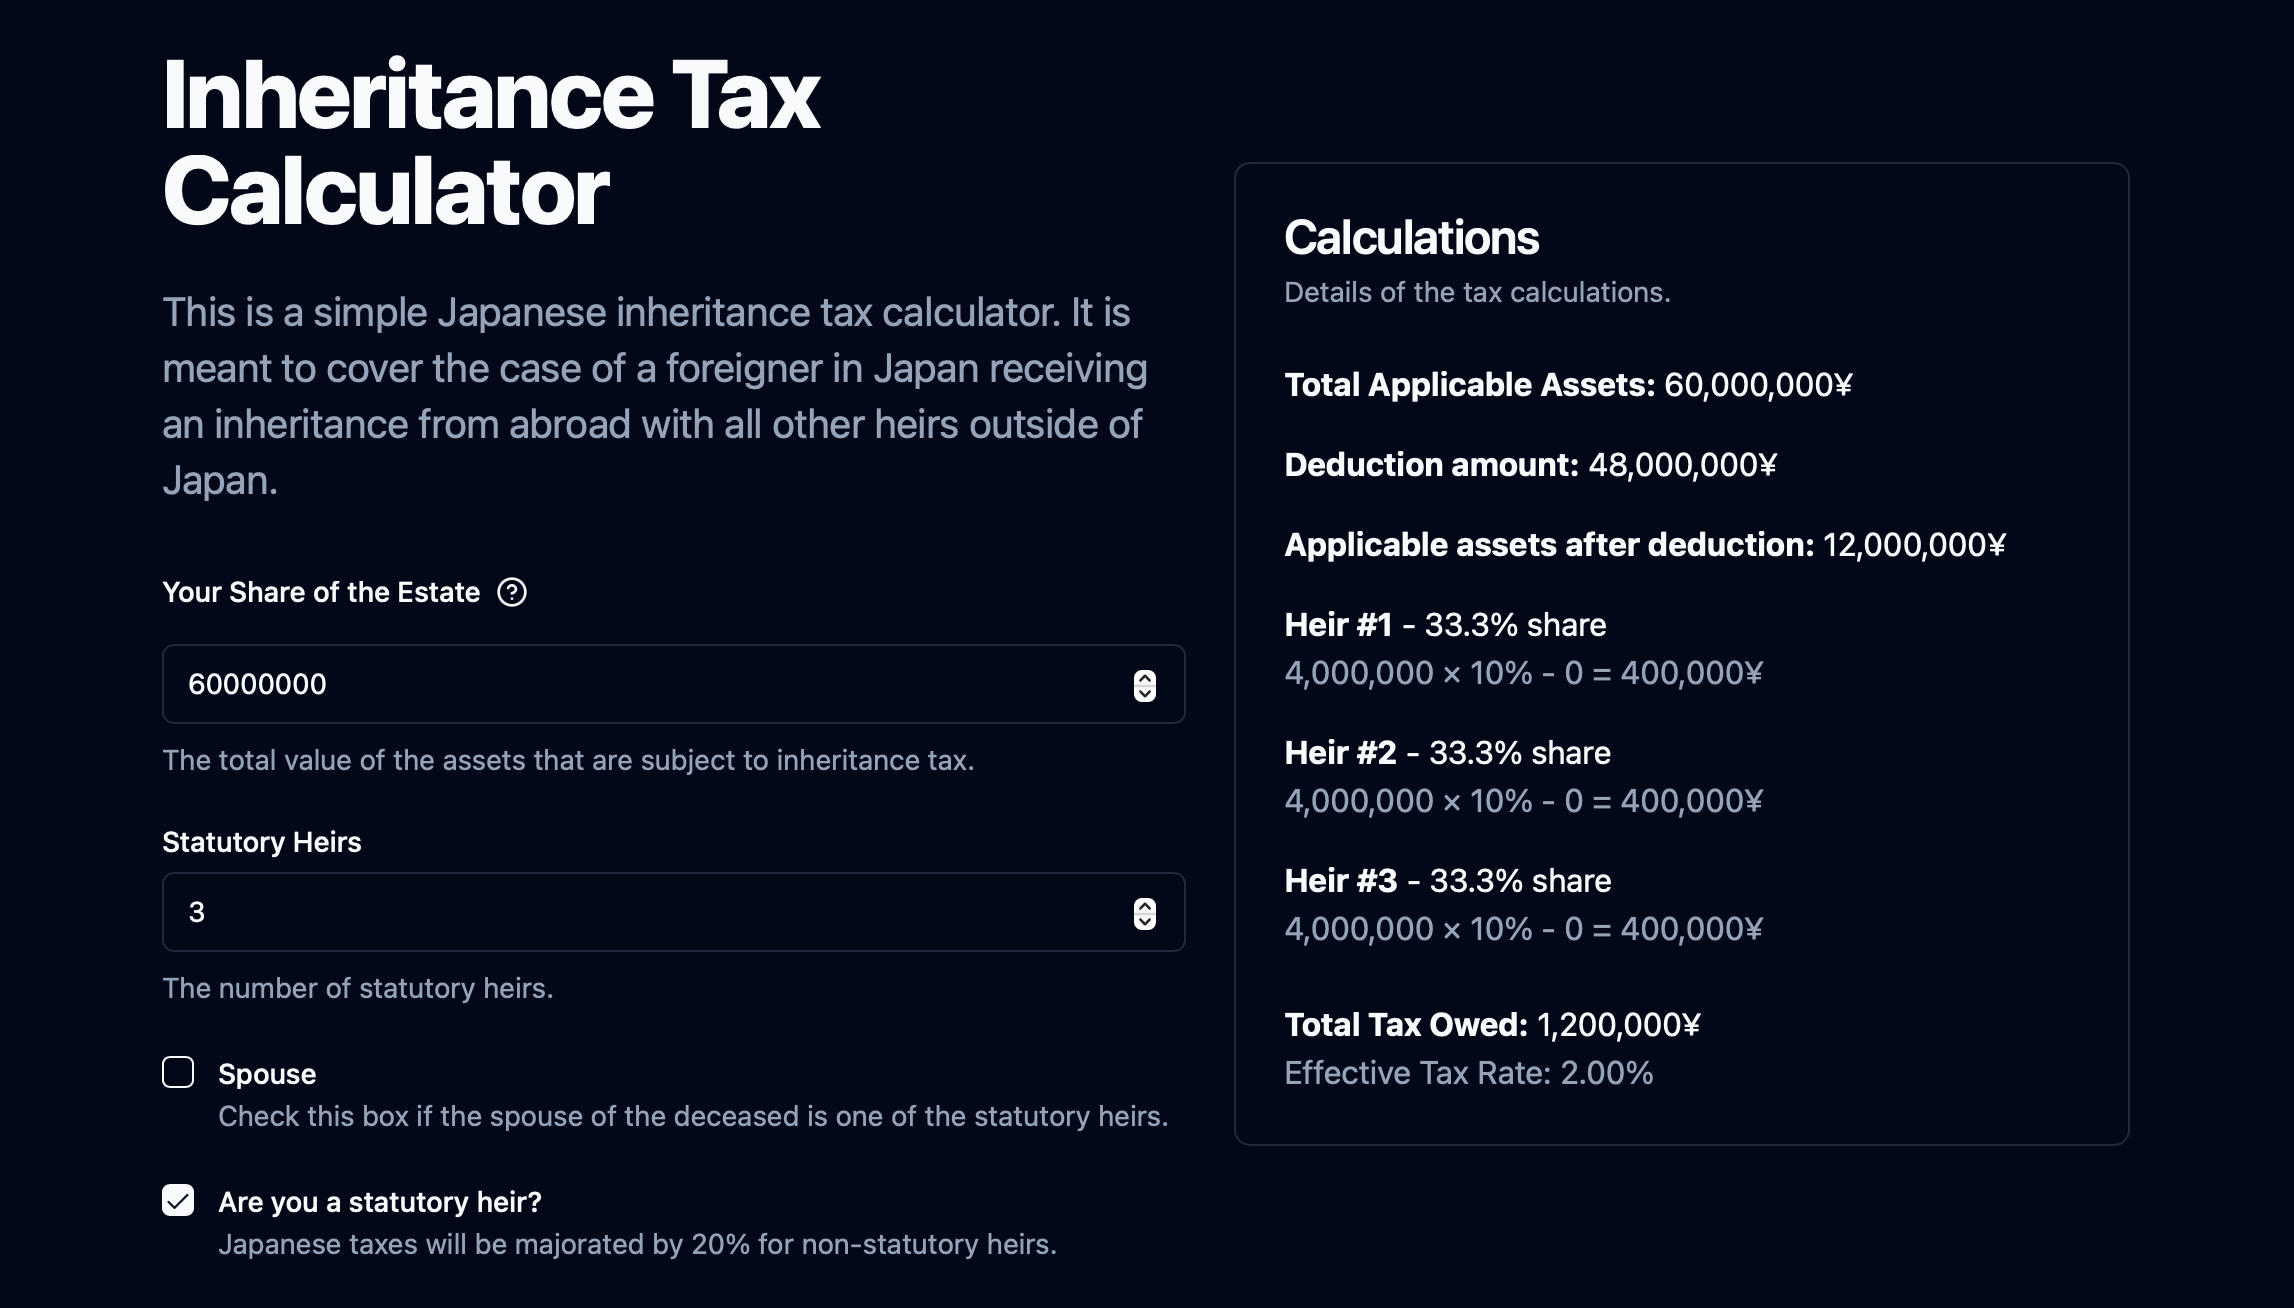 Inheritance Tax
Calculator
This is a simple Japanese inheritance tax calculator. It is
meant to cover the case of a foreigner in Japan receiving
an inheritance from abroad with all other heirs outside of
Japan.
Your Share of the Estate ?
60000000
The total value of the assets that are subject to inheritance tax.
Statutory Heirs
3
The number of statutory heirs.
Spouse
Check this box if the spouse of the deceased is one of the statutory heirs.
Are you a statutory heir?
Japanese taxes will be majorated by 20% for non-statutory heirs.
Calculations
Details of the tax calculations.
Total Applicable Assets: 60,000,000¥
Deduction amount: 48,000,000¥
Applicable assets after deduction: 12,000,000¥
Heir #1 - 33.3% share
4,000,000 × 10% - 0 = 400,000¥
Heir #2 - 33.3% share
4,000,000 × 10% - 0 = 400,000¥
Heir #3 - 33.3% share
4,000,000 × 10% - 0 = 400,000¥
Total Tax Owed: 1,200,000¥
Effective Tax Rate: 2.00%